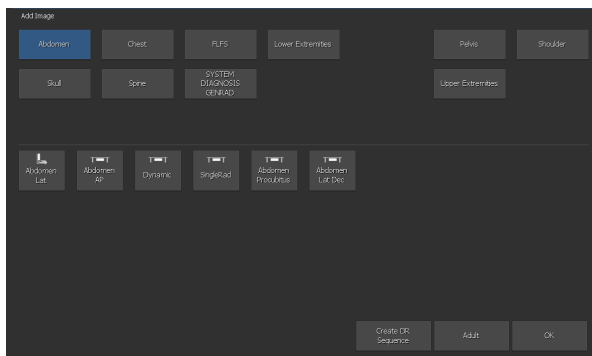 Add Image
Abdomen Chest FLFS Lower Extremities Pelvis Shoulder
Skull Spine SYSTEM
DIAGNOSIS
GENRAD Upper Extremities
Abdomen
Lat
Abdomen
AP
Dynamic
SingleRad
Abdomen
Procubitus
Abdomen
Lat Dec
Create DR
Sequence
Adult
OK